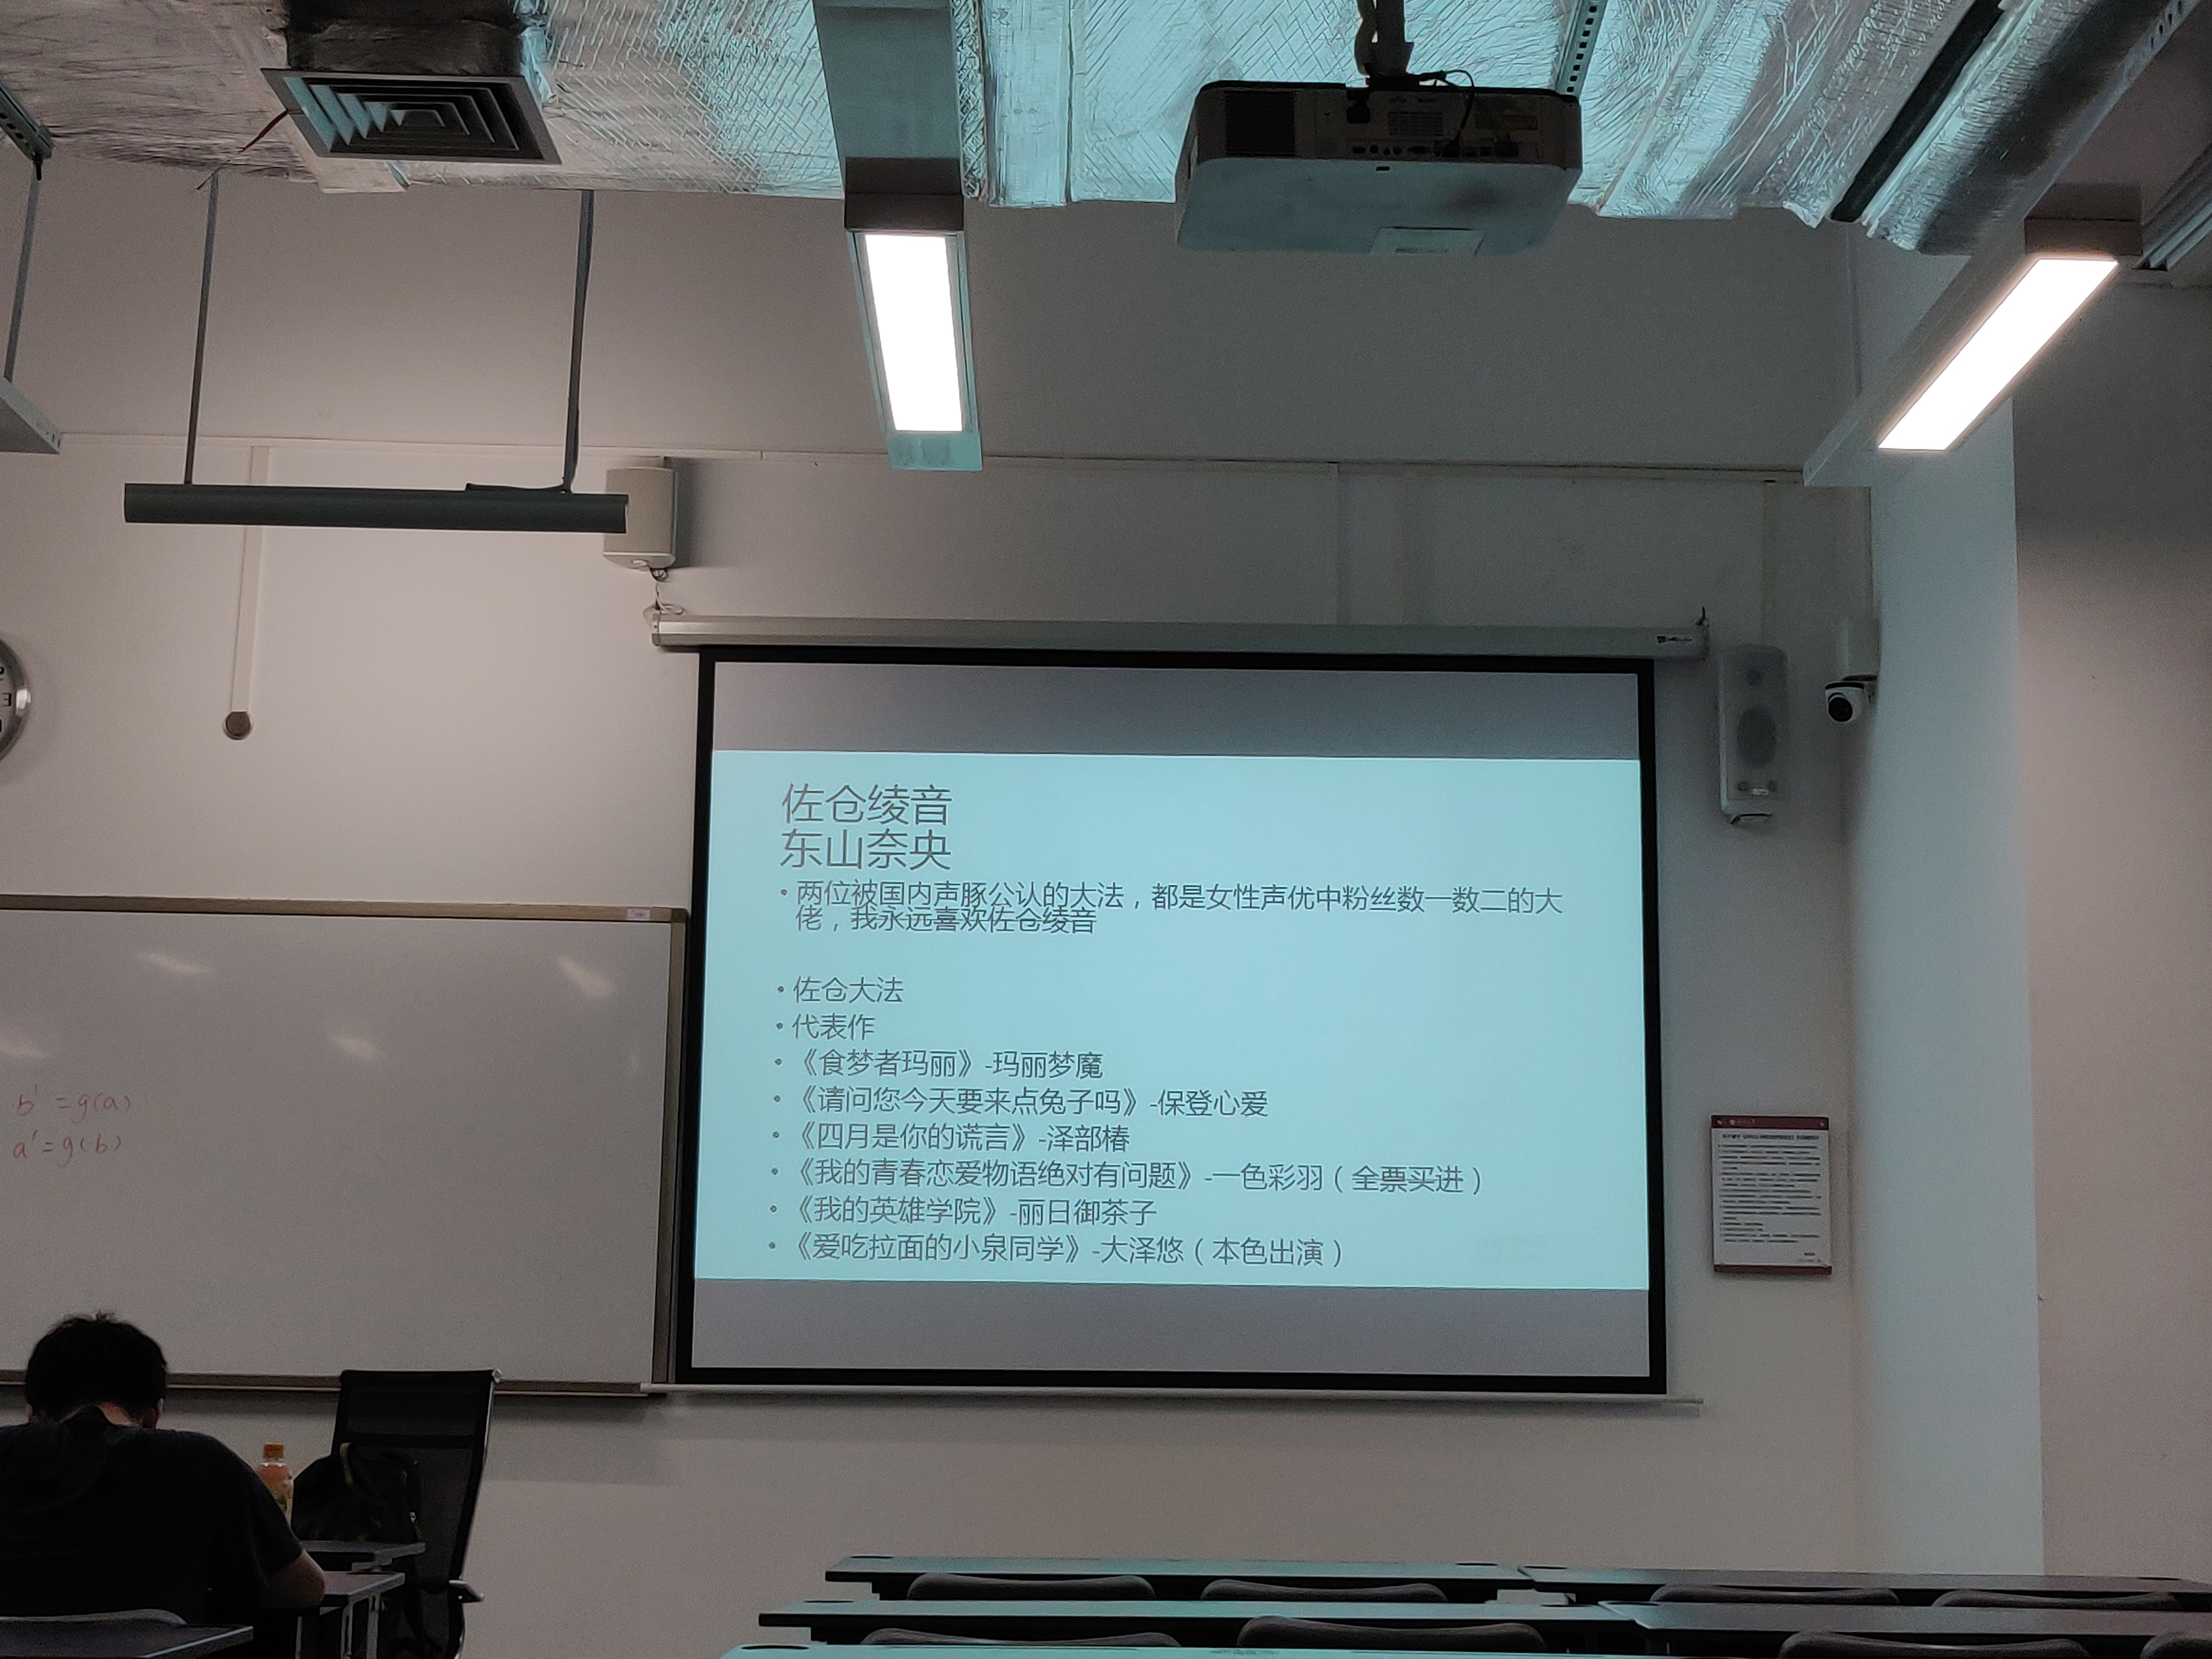 佐仓绫音
东山奈央
• 两位被国内声豚公认的大法，都是女性声优中粉丝数一数二的大
佬，我永远喜欢佐仓绫音
• 佐仓大法
• 代表作
• 《食梦者玛丽》-玛丽梦魔
• 《请问您今天要来点兔子吗》-保登心爱
• 《四月是你的谎言》-泽部椿
• 《我的青春恋爱物语绝对有问题》-一色彩羽（全票买进）
• 《我的英雄学院》-丽日御茶子
• 《爱吃拉面的小泉同学》-大泽悠（本色出演）
b' = g(a)
a' = g(b)